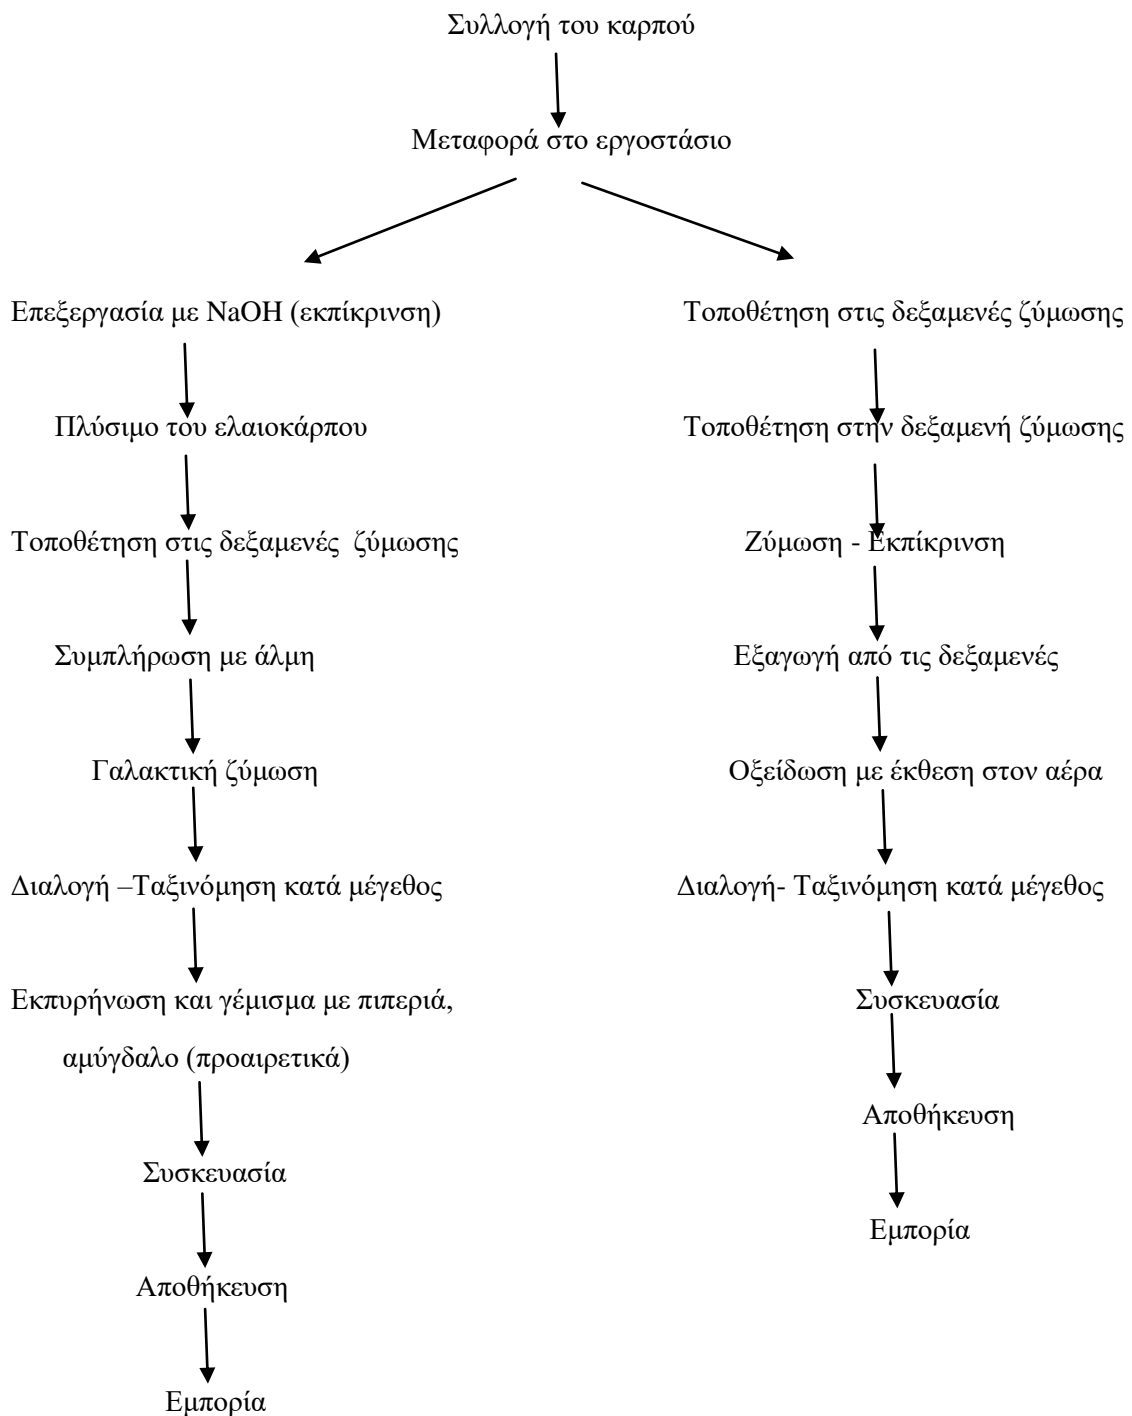 Συλλογή του καρπού
Μεταφορά στο εργοστάσιο
Επεξεργασία με NaOH (εκπίκρινση)
Πλύσιμο του ελαιοκάρπου
Τοποθέτηση στις δεξαμενές ζύμωσης
Συμπλήρωση με άλμη
Γαλακτική ζύμωση
Διαλογή –Ταξινόμηση κατά μέγεθος
Εκπυρήνωση και γέμισμα με πιπεριά,
αμύγδαλο (προαιρετικά)
Συσκευασία
Αποθήκευση
Εμπορία
Τοποθέτηση στις δεξαμενές ζύμωσης
Τοποθέτηση στην δεξαμενή ζύμωσης
Ζύμωση - Εκπίκρινση
Εξαγωγή από τις δεξαμενές
Οξείδωση με έκθεση στον αέρα
Διαλογή- Ταξινόμηση κατά μέγεθος
Συσκευασία
Αποθήκευση
Εμπορία